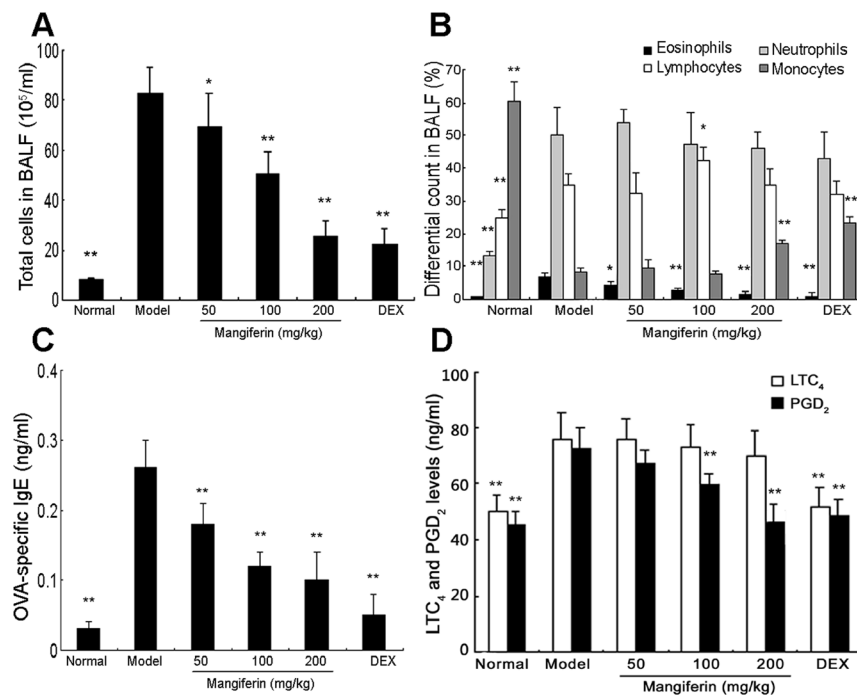 A
Total cells in BALF (10⁵/ml)
100
80
60
40
20
0
**
*
**
**
**
Normal Model 50 100 200 DEX
Mangiferin (mg/kg)
B
Eosinophils Neutrophils
Lymphocytes Monocytes
Differential count in BALF (%)
70
60
50
40
30
20
10
0
**
**
**
**
*
**
*
**
**
**
**
Normal Model 50 100 200 DEX
Mangiferin (mg/kg)
C
OVA-specific IgE (ng/ml)
0.4
0.3
0.2
0.1
0
**
**
**
**
**
Normal Model 50 100 200 DEX
Mangiferin (mg/kg)
D
LTC₄
PGD₂
LTC₄ and PGD₂ levels (ng/ml)
100
80
60
40
20
0
** **
**
**
** **
Normal Model 50 100 200 DEX
Mangiferin (mg/kg)